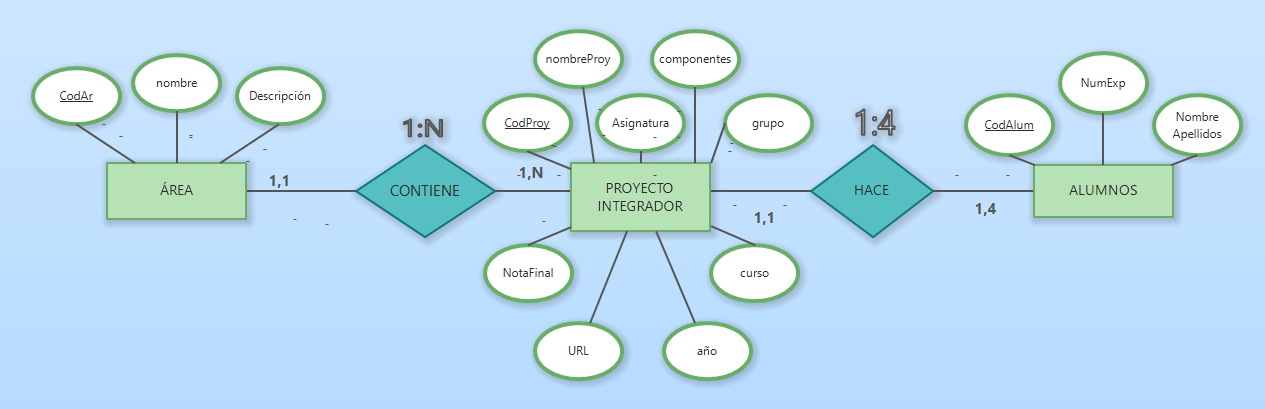 nombreProy
componentes
CodAr
nombre
Descripción
NumExp
CodProy
Asignatura
grupo
CodAlum
Nombre
Apellidos
1:N
1:4
ÁREA
1,1
CONTIENE
1,N
PROYECTO
INTEGRADOR
1,1
HACE
1,4
ALUMNOS
NotaFinal
curso
URL
año